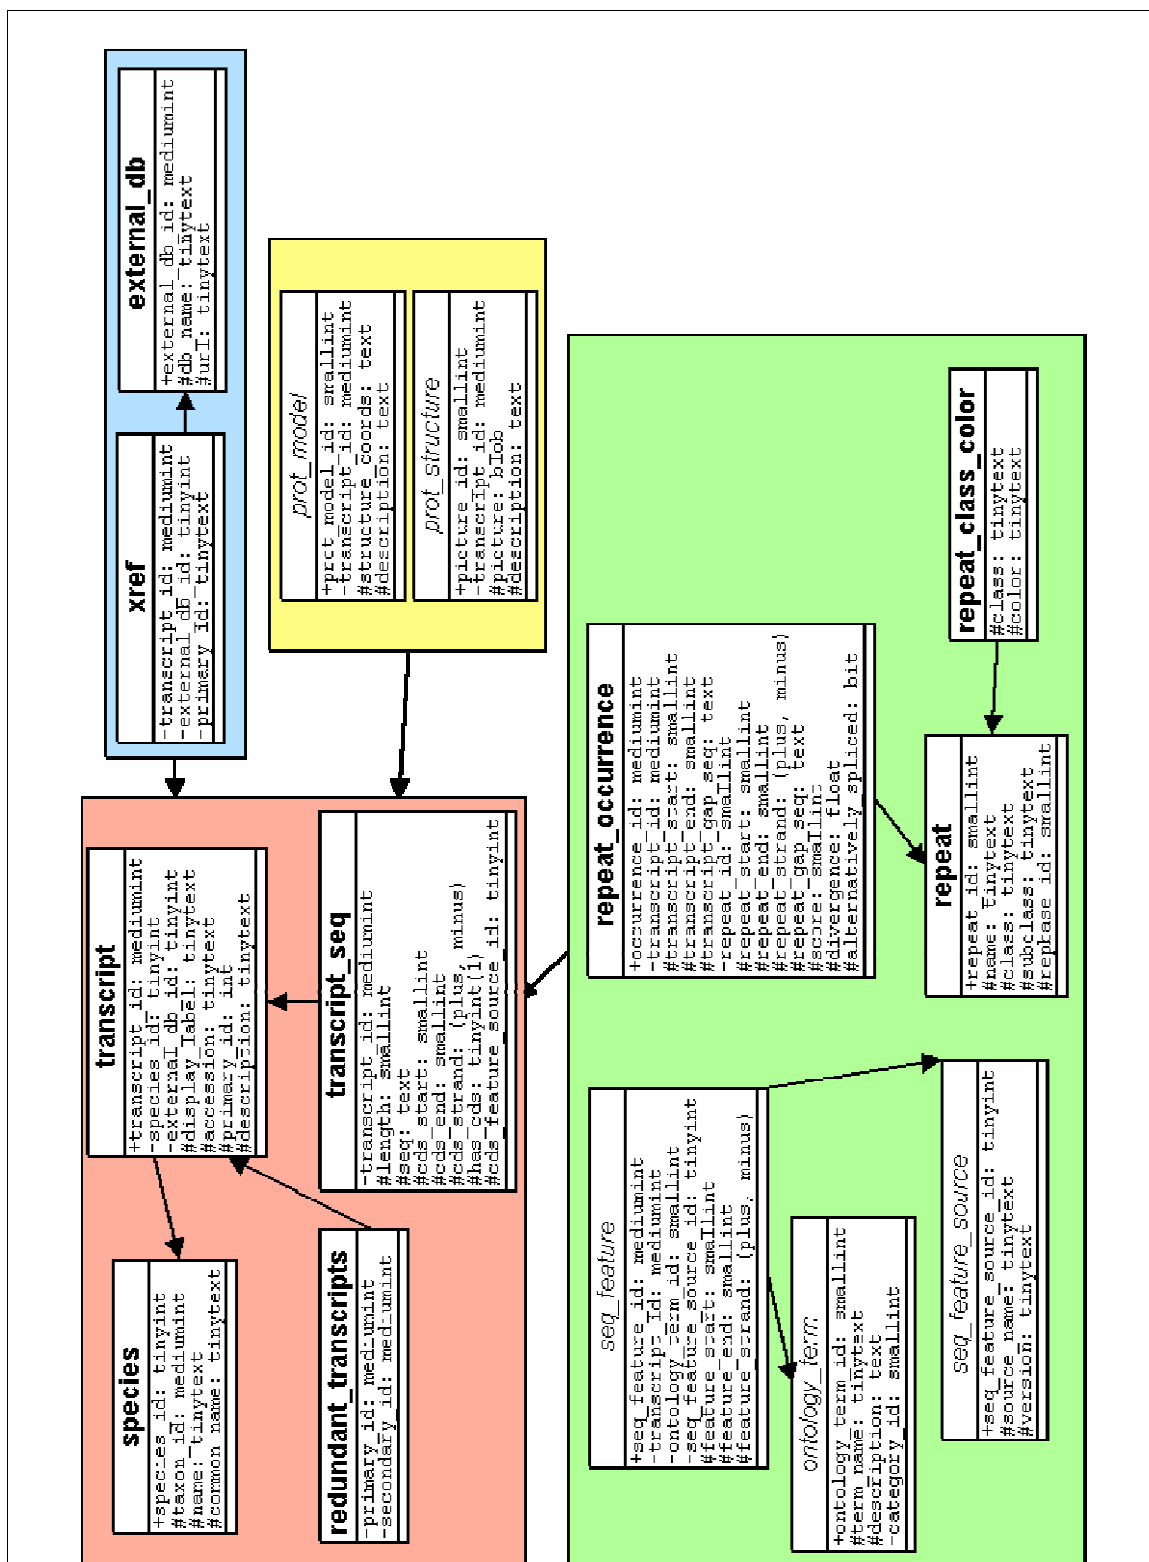 external_db
+external_db_id: mediumint
#db_name: tinytext
#url: tinytext
xref
-transcript_id: mediumint
-external_db_id: tinyint
-primary_id: tinytext
prot_model
+prot_model_id: smallint
-transcript_id: mediumint
#structure_coords: text
#description: text
prot_structure
+picture_id: smallint
-transcript_id: mediumint
#picture: blob
#description: text
transcript
+transcript_id: mediumint
-species_id: tinyint
-external_db_id: tinyint
#display_label: tinytext
#accession: tinytext
#primary_id: int
#description: tinytext
transcript_seq
-transcript_id: mediumint
#length: smallint
#seq: text
#cds_start: smallint
#cds_end: smallint
#cds_strand: (plus, minus)
#has_cds: tinyint(1)
#cds_feature_source_id: tinyint
species
+species_id: tinyint
#taxon_id: mediumint
#name: tinytext
#common_name: tinytext
redundant_transcripts
-primary_id: mediumint
-secondary_id: mediumint
repeat_occurrence
+occurrence_id: mediumint
-transcript_id: mediumint
#transcript_start: smallint
#transcript_end: smallint
#transcript_gap_seq: text
-repeat_id: smallint
#repeat_start: smallint
#repeat_end: smallint
#repeat_strand: (plus, minus)
#repeat_gap_seq: text
#score: smallint
#divergence: float
#alternatively_spliced: bit
repeat_class_color
#class: tinytext
#color: tinytext
repeat
+repeat_id: smallint
#name: tinytext
#class: tinytext
#subclass: tinytext
#repbase_id: smallint
seq_feature
+seq_feature_id: mediumint
-transcript_id: mediumint
-ontology_term_id: smallint
-seq_feature_source_id: tinyint
#feature_start: smallint
#feature_end: smallint
#feature_strand: (plus, minus)
ontology_term
+ontology_term_id: smallint
#term_name: tinytext
#description: text
-category_id: smallint
seq_feature_source
+seq_feature_source_id: tinyint
#source_name: tinytext
#version: tinytext